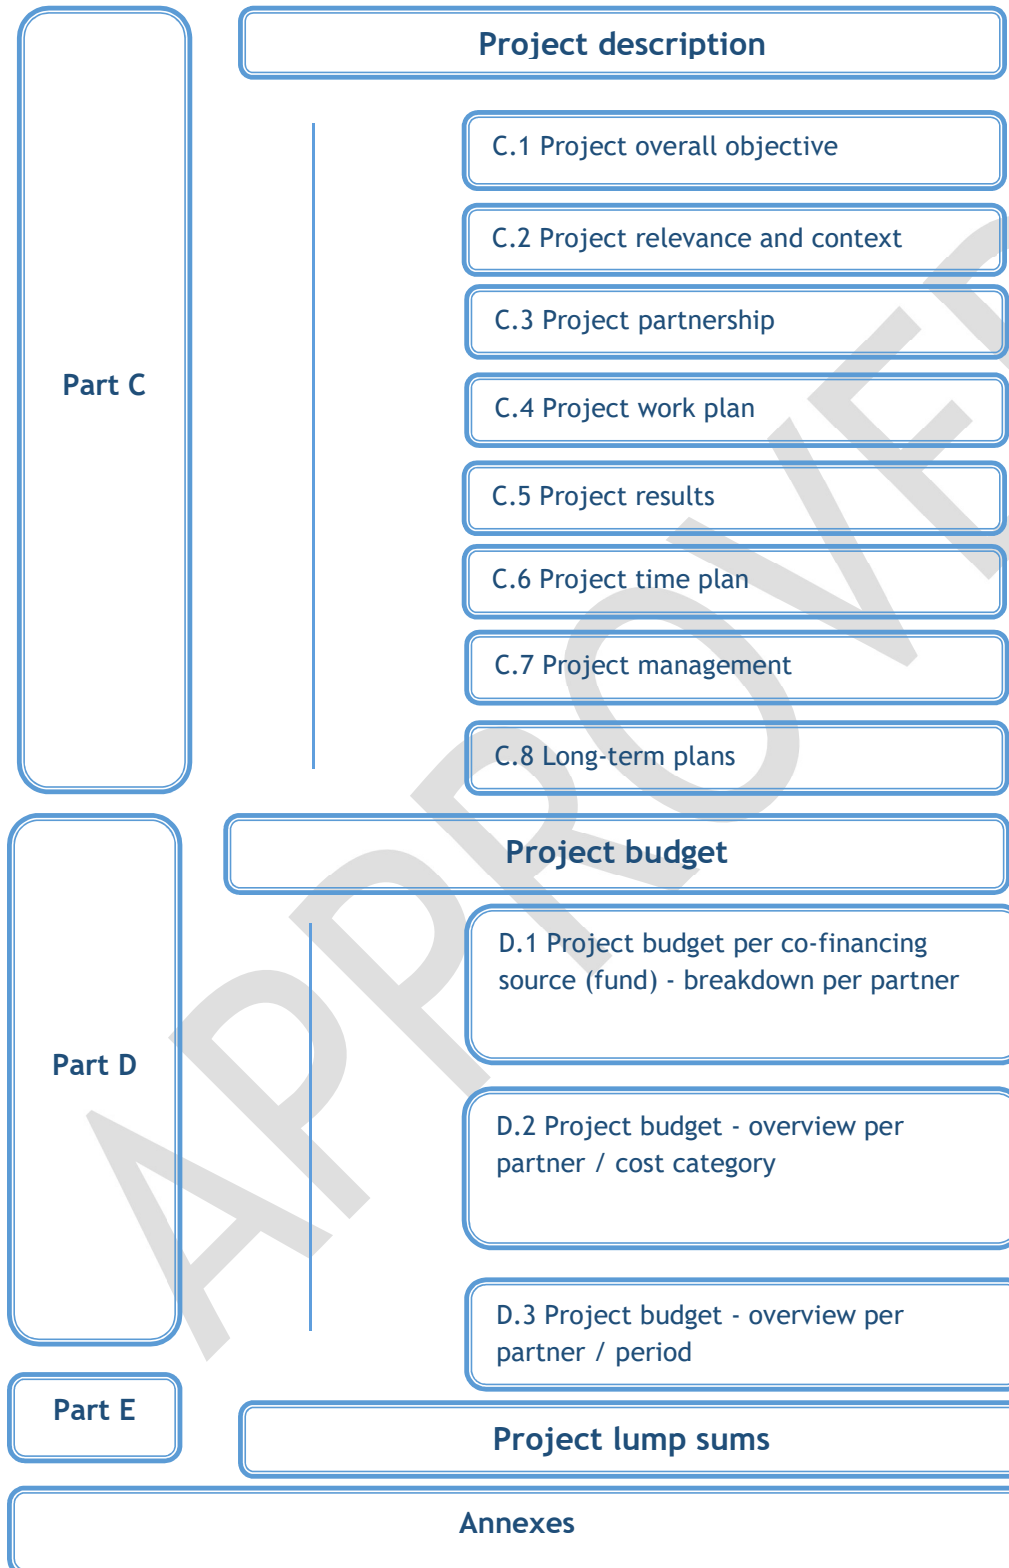 Project description
Part C
C.1 Project overall objective
C.2 Project relevance and context
C.3 Project partnership
C.4 Project work plan
C.5 Project results
C.6 Project time plan
C.7 Project management
C.8 Long-term plans
Project budget
Part D
D.1 Project budget per co-financing
source (fund) - breakdown per partner
D.2 Project budget - overview per
partner / cost category
D.3 Project budget - overview per
partner / period
Part E
Project lump sums
Annexes
APPROVE